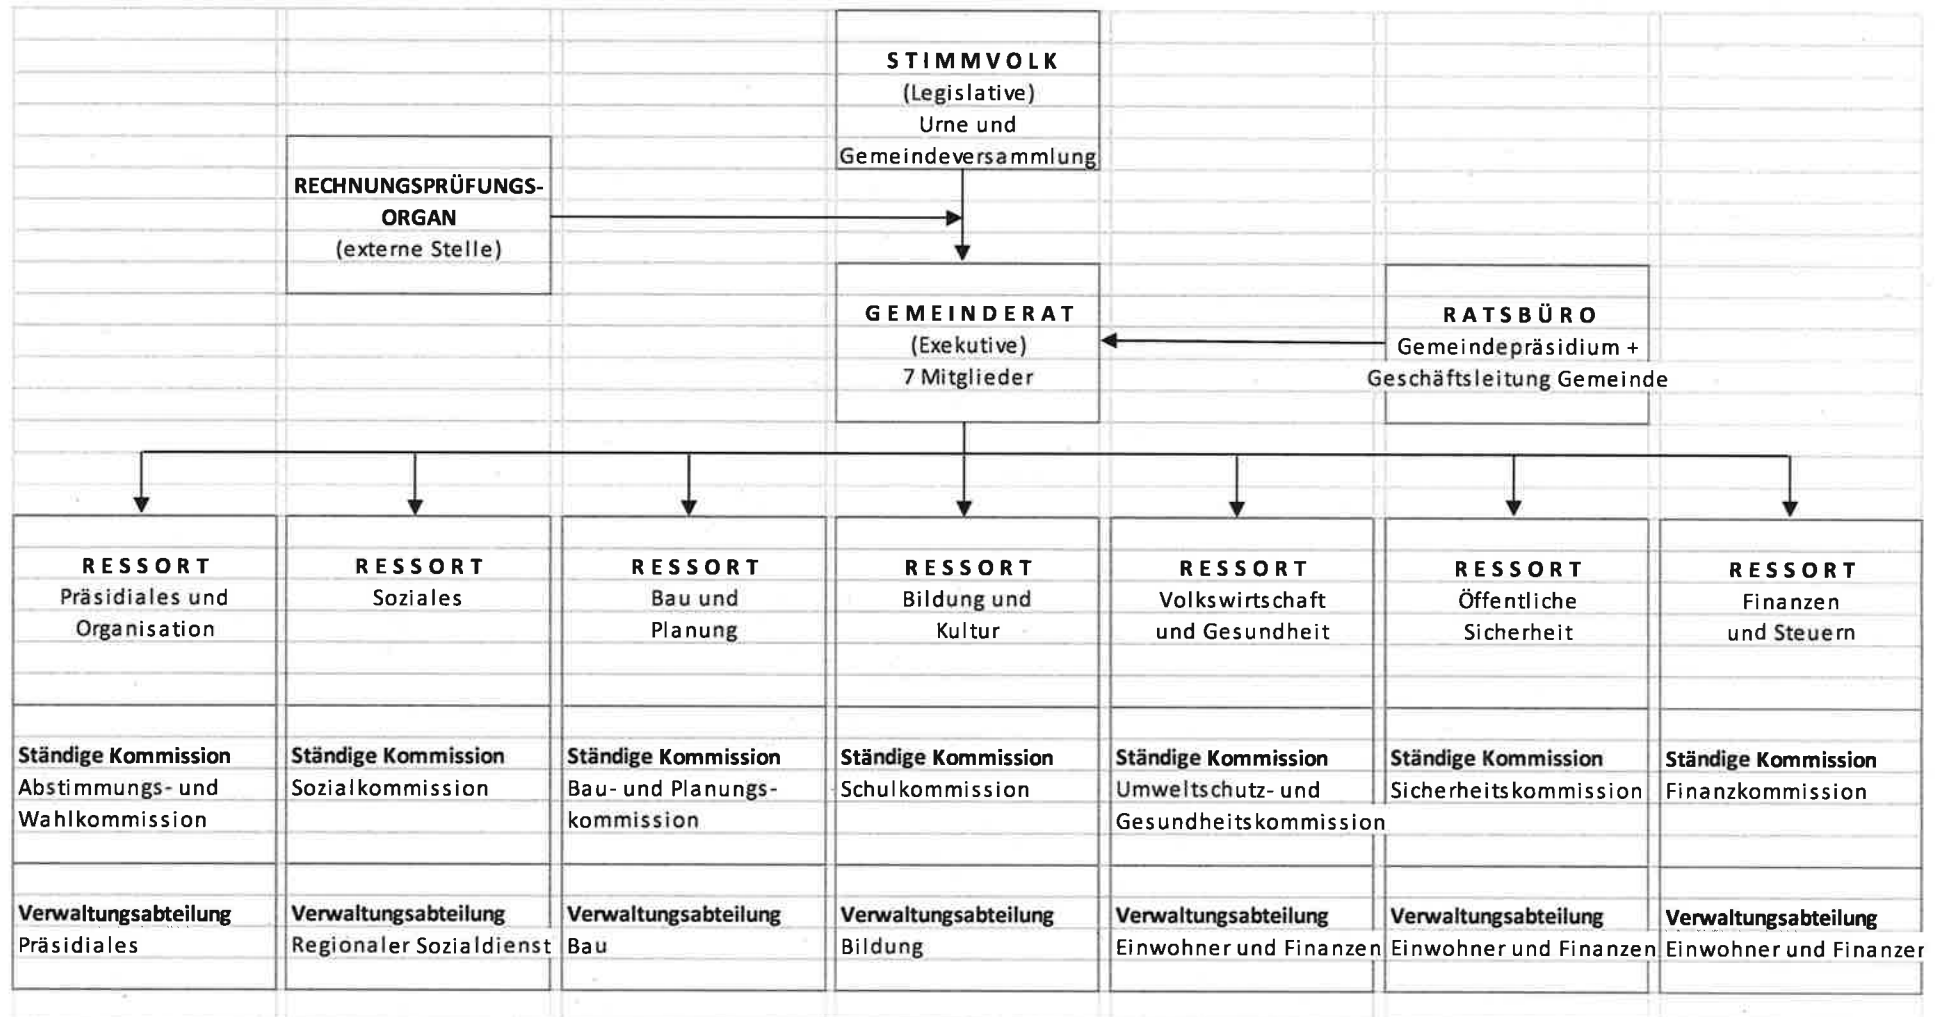 STIMMVOLK
(Legislative)
Urne und
Gemeindeversammlung
RECHNUNGSPRÜFUNGS-
ORGAN
(externe Stelle)
GEMEINDERAT
(Exekutive)
7 Mitglieder
RATSBÜRO
Gemeindepräsidium +
Geschäftsleitung Gemeinde
RESSORT
Präsidiales und
Organisation
RESSORT
Soziales
RESSORT
Bau und
Planung
RESSORT
Bildung und
Kultur
RESSORT
Volkswirtschaft
und Gesundheit
RESSORT
Öffentliche
Sicherheit
RESSORT
Finanzen
und Steuern
Ständige Kommission
Abstimmungs- und
Wahlkommission
Ständige Kommission
Sozialkommission
Ständige Kommission
Bau- und Planungs-
kommission
Ständige Kommission
Schulkommission
Ständige Kommission
Umweltschutz- und
Gesundheitskommission
Ständige Kommission
Sicherheitskommission
Ständige Kommission
Finanzkommission
Verwaltungsabteilung
Präsidiales
Verwaltungsabteilung
Regionaler Sozialdienst
Verwaltungsabteilung
Bau
Verwaltungsabteilung
Bildung
Verwaltungsabteilung
Einwohner und Finanzen
Verwaltungsabteilung
Einwohner und Finanzen
Verwaltungsabteilung
Einwohner und Finanzer